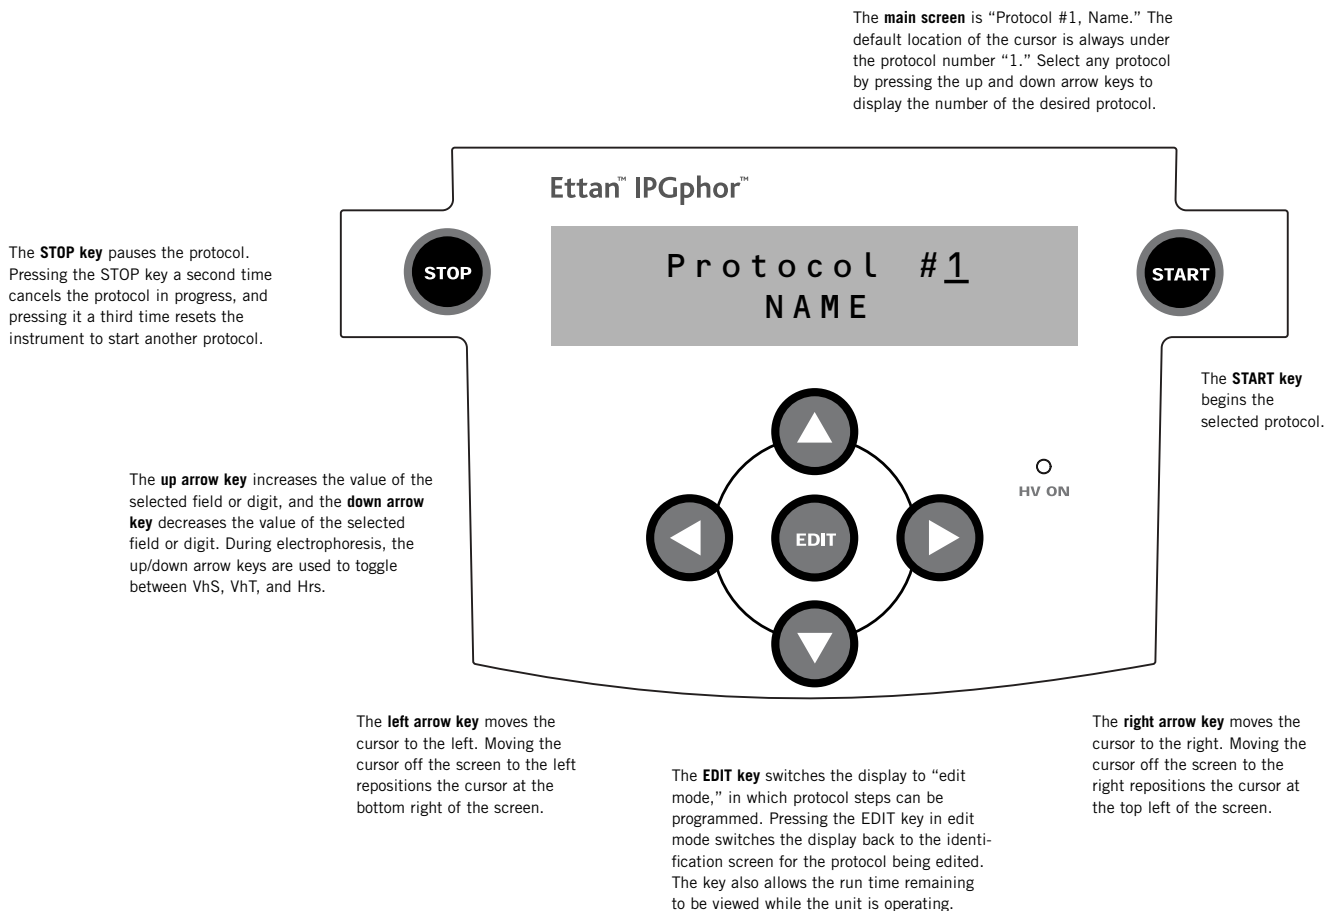 The main screen is “Protocol #1, Name.” The
default location of the cursor is always under
the protocol number “1.” Select any protocol
by pressing the up and down arrow keys to
display the number of the desired protocol.
Ettan™ IPGphor™
The STOP key pauses the protocol.
Pressing the STOP key a second time
cancels the protocol in progress, and
pressing it a third time resets the
instrument to start another protocol.
STOP
Protocol #1
NAME
START
The START key
begins the
selected protocol.
The up arrow key increases the value of the
selected field or digit, and the down arrow
key decreases the value of the selected
field or digit. During electrophoresis, the
up/down arrow keys are used to toggle
between VhS, VhT, and Hrs.
EDIT
HV ON
The left arrow key moves the
cursor to the left. Moving the
cursor off the screen to the left
repositions the cursor at the
bottom right of the screen.
The EDIT key switches the display to “edit
mode,” in which protocol steps can be
programmed. Pressing the EDIT key in edit
mode switches the display back to the identi-
fication screen for the protocol being edited.
The key also allows the run time remaining
to be viewed while the unit is operating.
The right arrow key moves the
cursor to the right. Moving the
cursor off the screen to the
right repositions the cursor at
the top left of the screen.